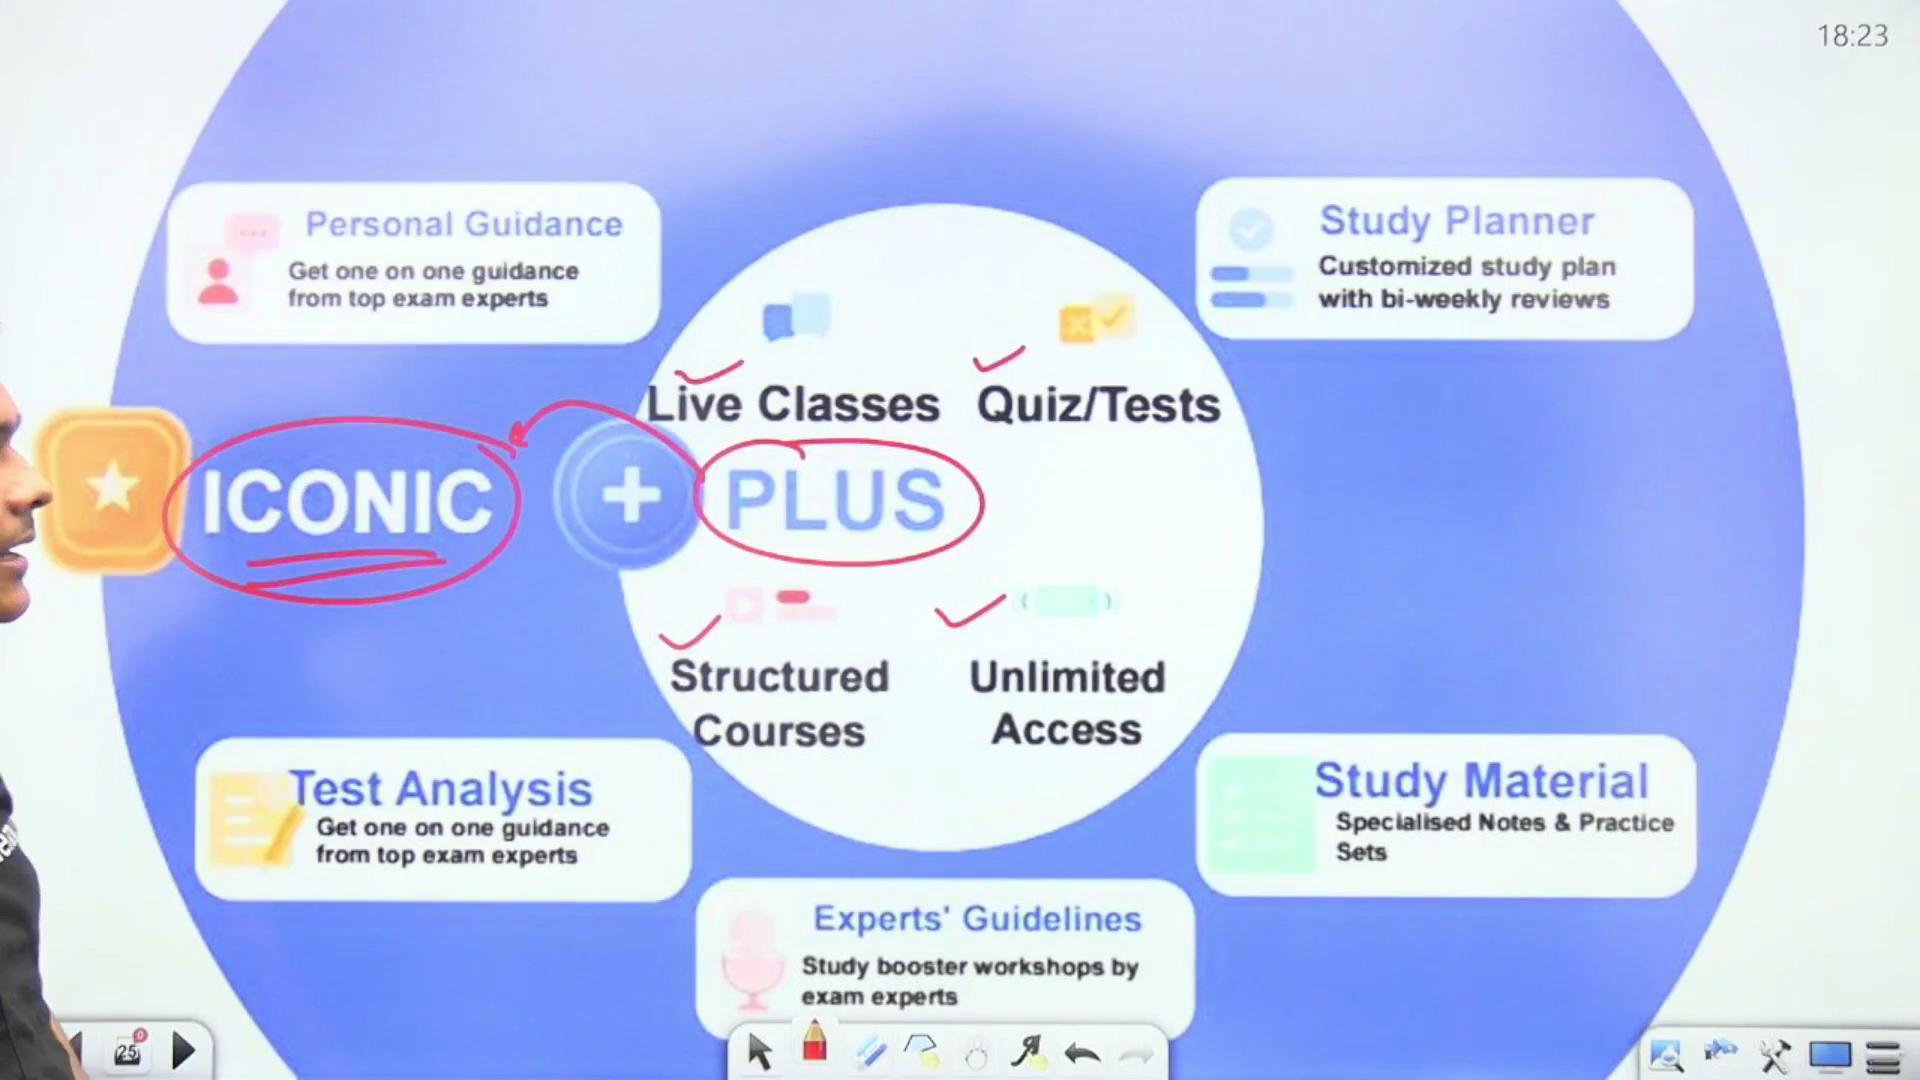 18:23
Personal Guidance
Get one on one guidance
from top exam experts
Study Planner
Customized study plan
with bi-weekly reviews
Live Classes
Quiz/Tests
ICONIC
PLUS
Structured
Courses
Unlimited
Access
Test Analysis
Get one on one guidance
from top exam experts
Study Material
Specialised Notes & Practice
Sets
Experts' Guidelines
Study booster workshops by
exam experts
25
0